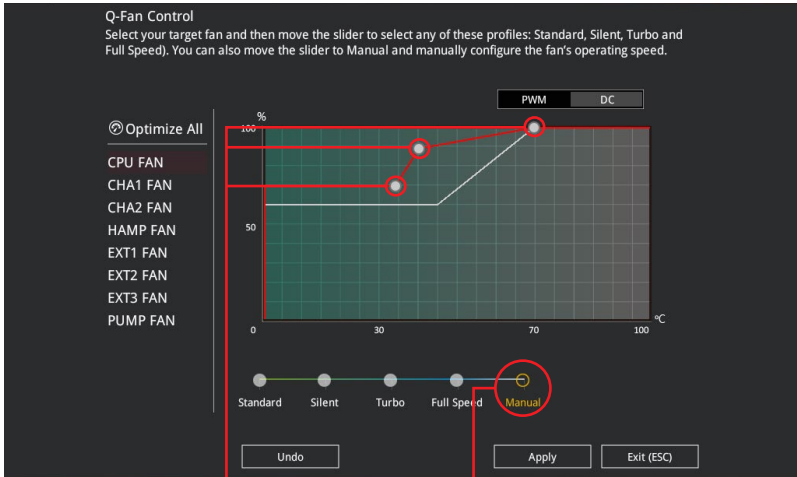 Q-Fan Control
Select your target fan and then move the slider to select any of these profiles: Standard, Silent, Turbo and
Full Speed). You can also move the slider to Manual and manually configure the fan's operating speed.
PWM DC
Optimize All
CPU FAN
CHA1 FAN
CHA2 FAN
HAMP FAN
EXT1 FAN
EXT2 FAN
EXT3 FAN
PUMP FAN
%
100
50
0 30 70 100
ºC
Standard Silent Turbo Full Speed Manual
Undo Apply Exit (ESC)